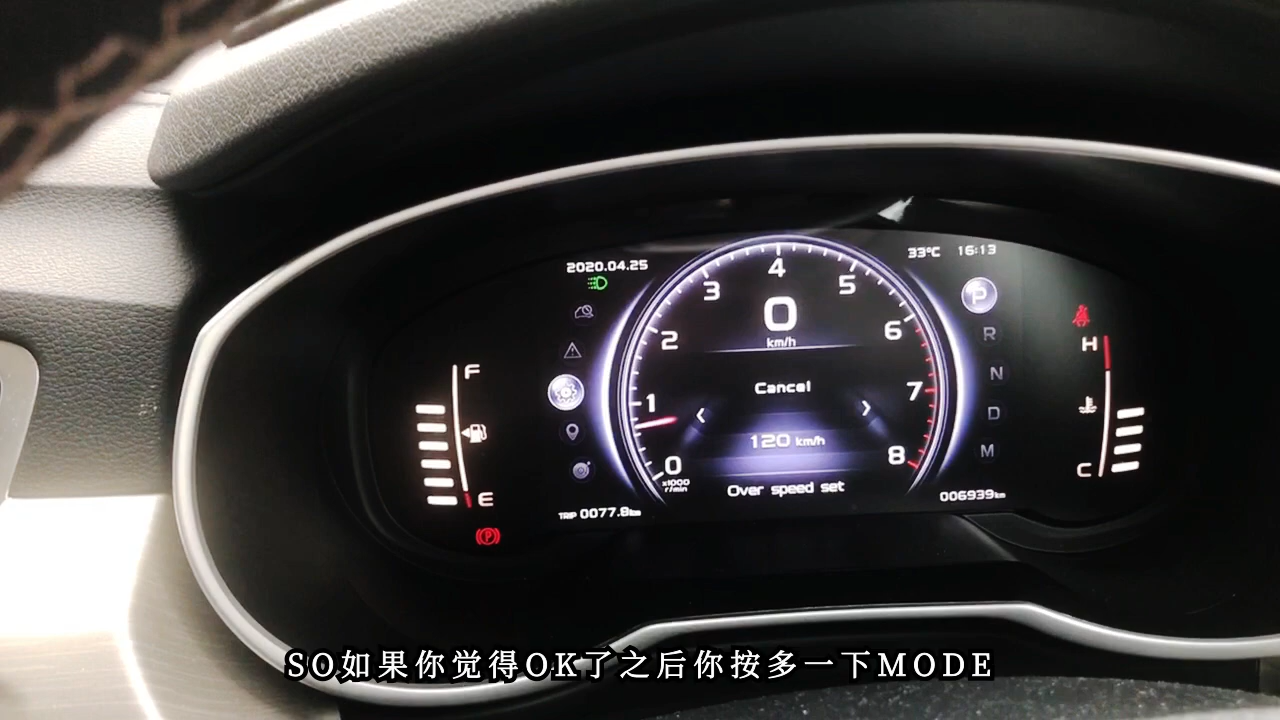 2020.04.25
33℃ 16:13
4
3
5
0
km/h
2
6
P
R
N
D
M
F
E
H
C
Cancel
1
7
120 km/h
0
8
x1000
r/min
Over speed set
TRIP 0077.8km
006939km
SO如果你觉得OK了之后你按多一下MODE